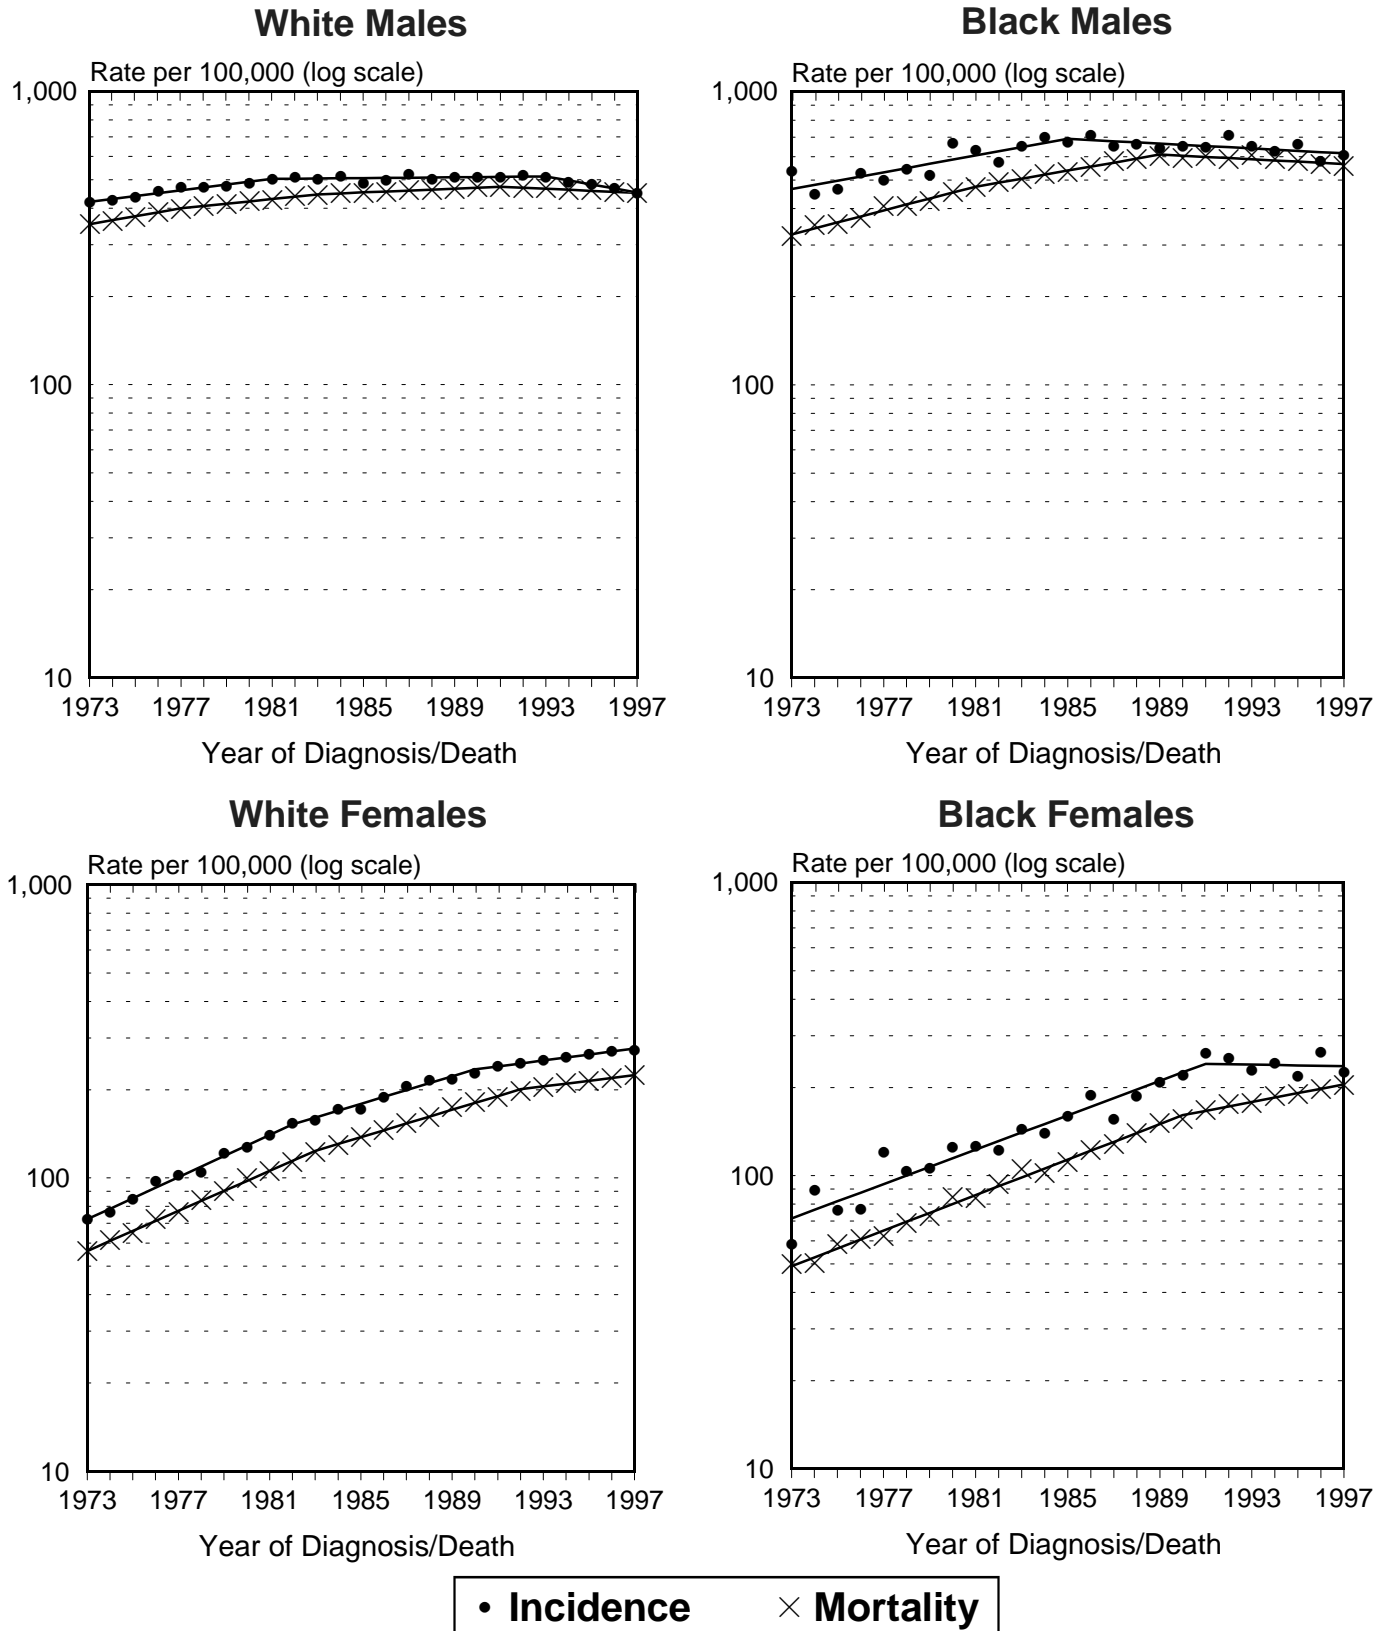 White Males
Rate per 100,000 (log scale)
1,000
100
10
1973 1977 1981 1985 1989 1993 1997
Year of Diagnosis/Death
Black Males
Rate per 100,000 (log scale)
1,000
100
10
1973 1977 1981 1985 1989 1993 1997
Year of Diagnosis/Death
White Females
Rate per 100,000 (log scale)
1,000
100
10
1973 1977 1981 1985 1989 1993 1997
Year of Diagnosis/Death
Black Females
Rate per 100,000 (log scale)
1,000
100
10
1973 1977 1981 1985 1989 1993 1997
Year of Diagnosis/Death
Incidence Mortality